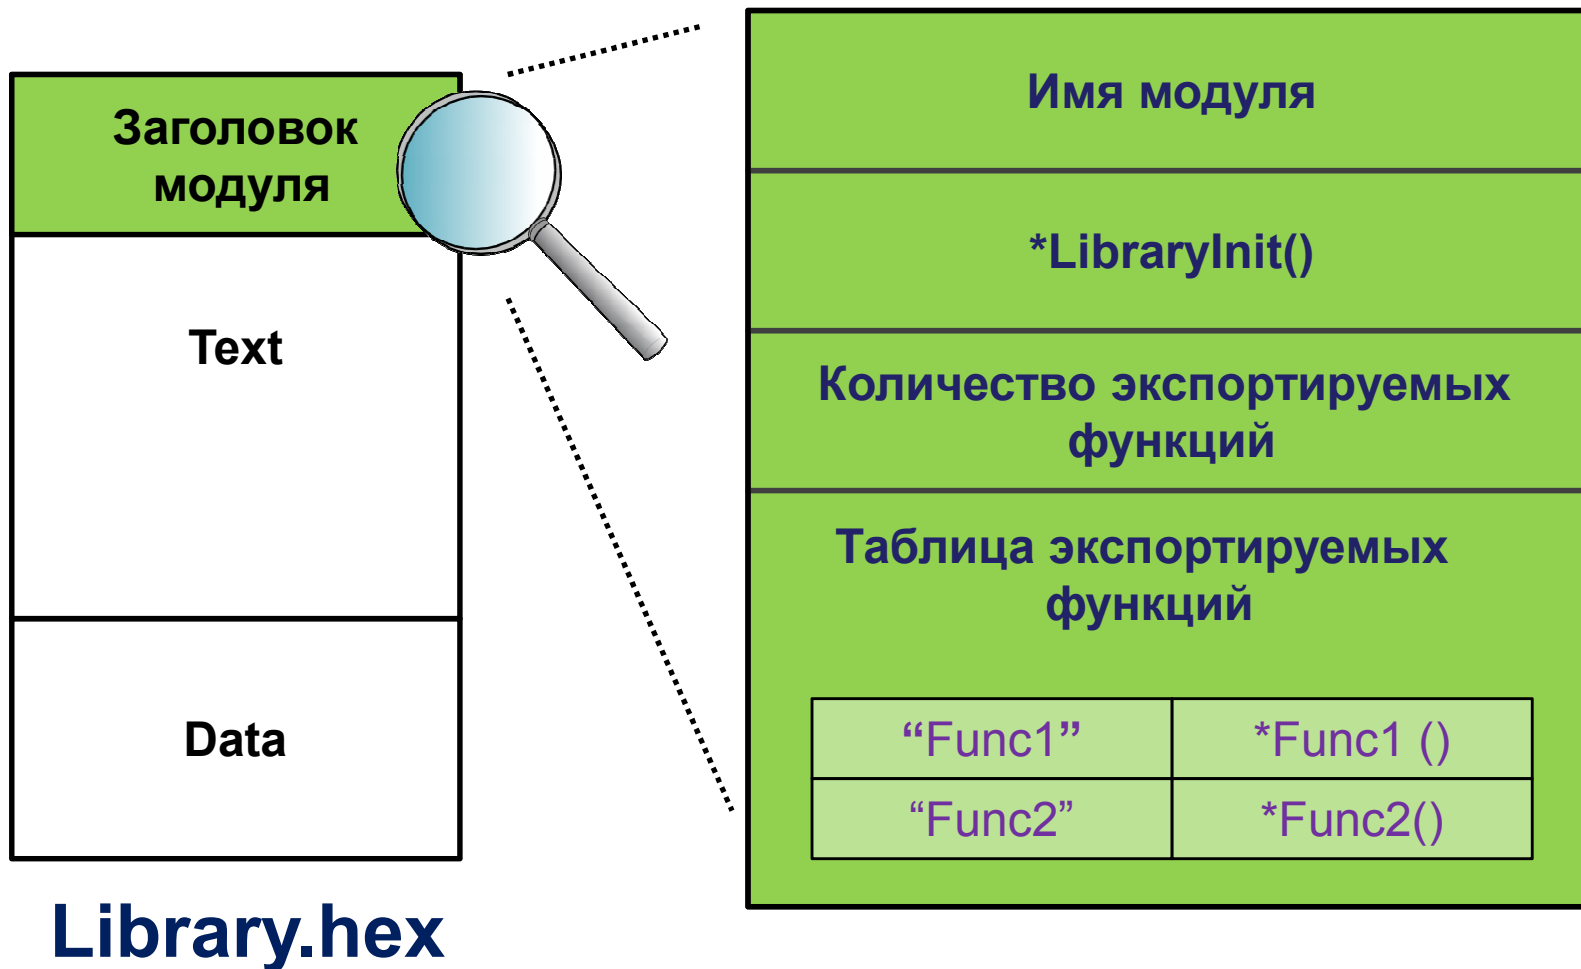 Заголовок
модуля
Text
Data
Library.hex
Имя модуля
*LibraryInit()
Количество экспортируемых
функций
Таблица экспортируемых
функций
“Func1” *Func1 ()
“Func2” *Func2()